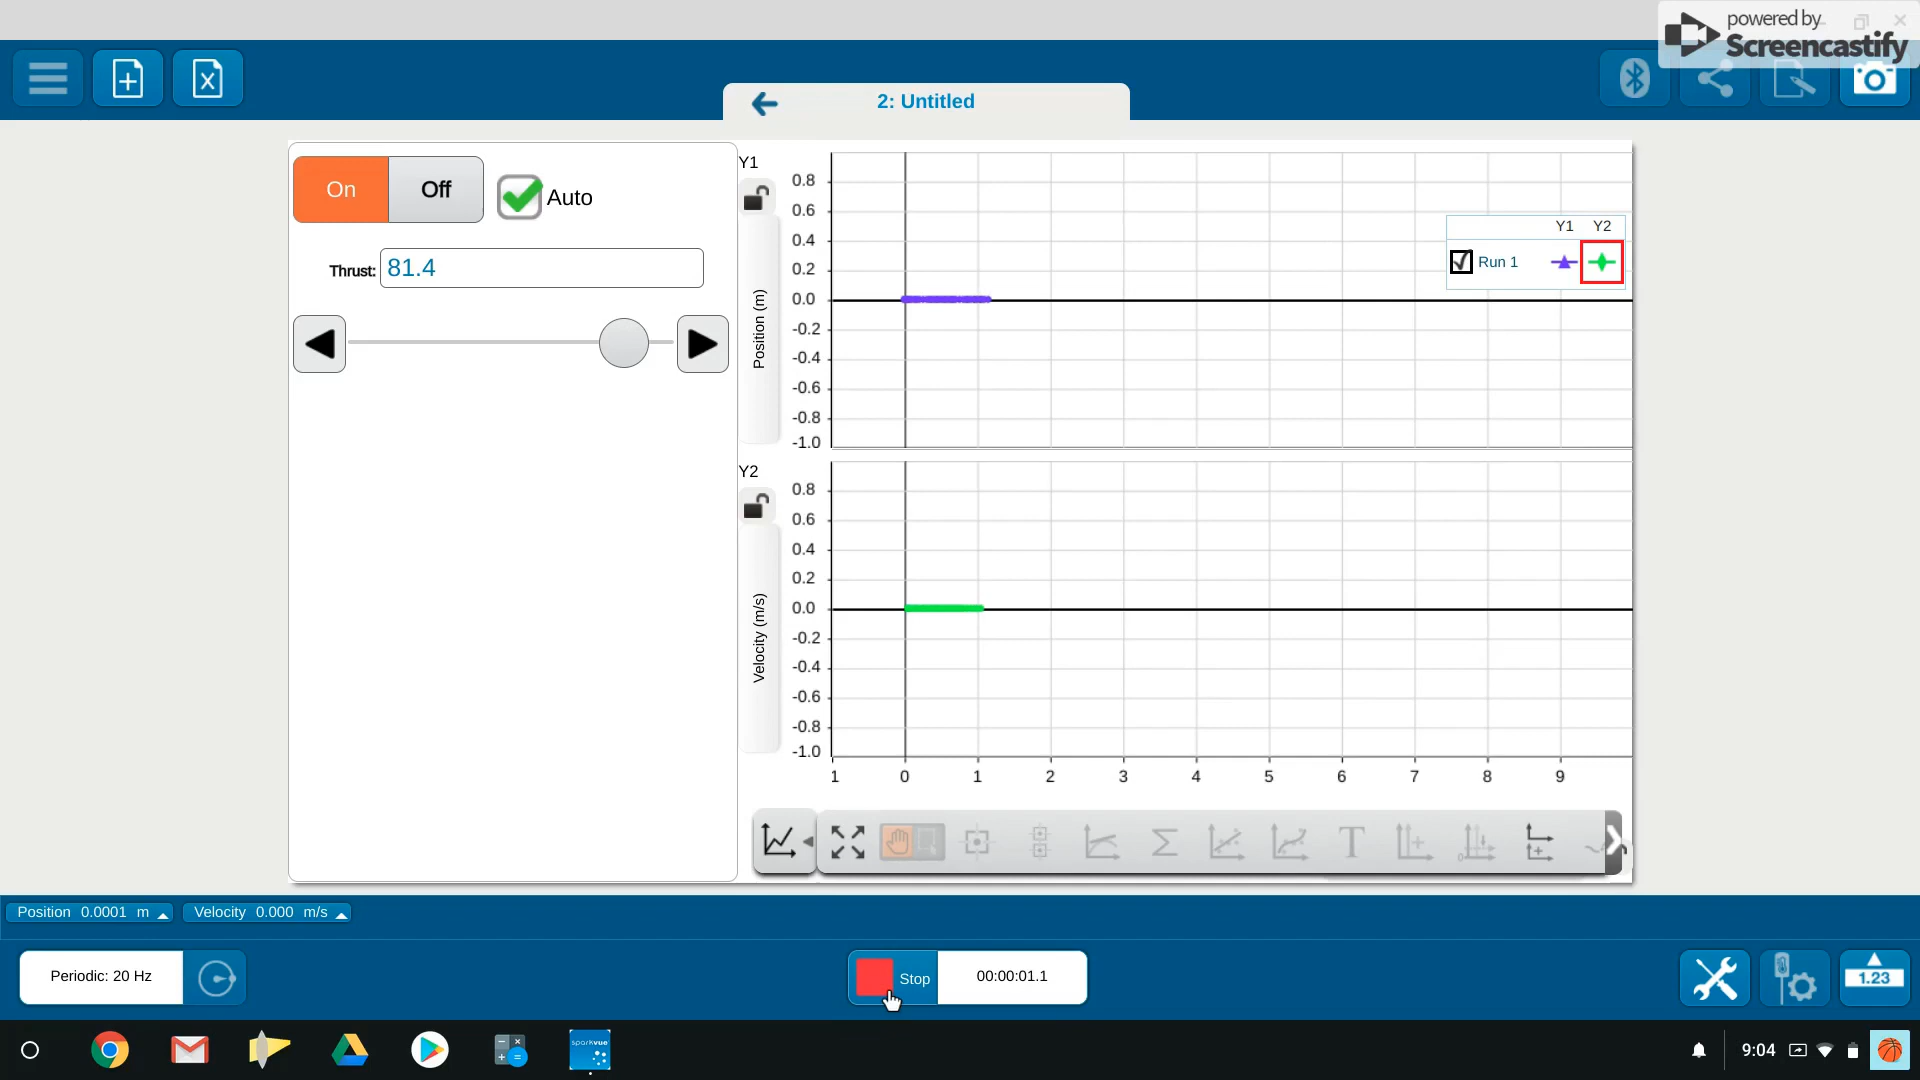 powered by
Screencastify
2: Untitled
On
Off
Auto
Thrust: 81.4
Y1
0.8
0.6
0.4
0.2
0.0
-0.2
-0.4
-0.6
-0.8
-1.0
Position (m)
Y1 Y2
Run 1
Y2
0.8
0.6
0.4
0.2
0.0
-0.2
-0.4
-0.6
-0.8
-1.0
Velocity (m/s)
1 0 1 2 3 4 5 6 7 8 9
Σ T
Position 0.0001 m
Velocity 0.000 m/s
Periodic: 20 Hz
Stop
00:00:01.1
1.23
sparkvue
9:04